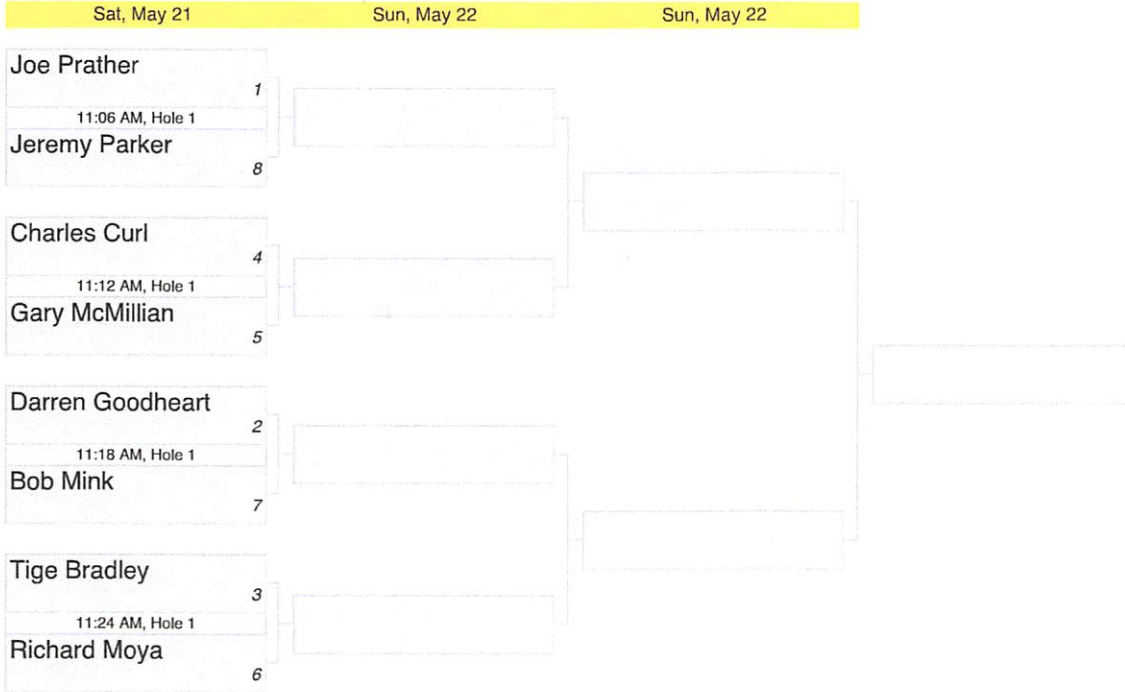 Sat, May 21
Sun, May 22
Sun, May 22
Joe Prather
1
11:06 AM, Hole 1
Jeremy Parker
8
Charles Curl
4
11:12 AM, Hole 1
Gary McMillian
5
Darren Goodheart
2
11:18 AM, Hole 1
Bob Mink
7
Tige Bradley
3
11:24 AM, Hole 1
Richard Moya
6